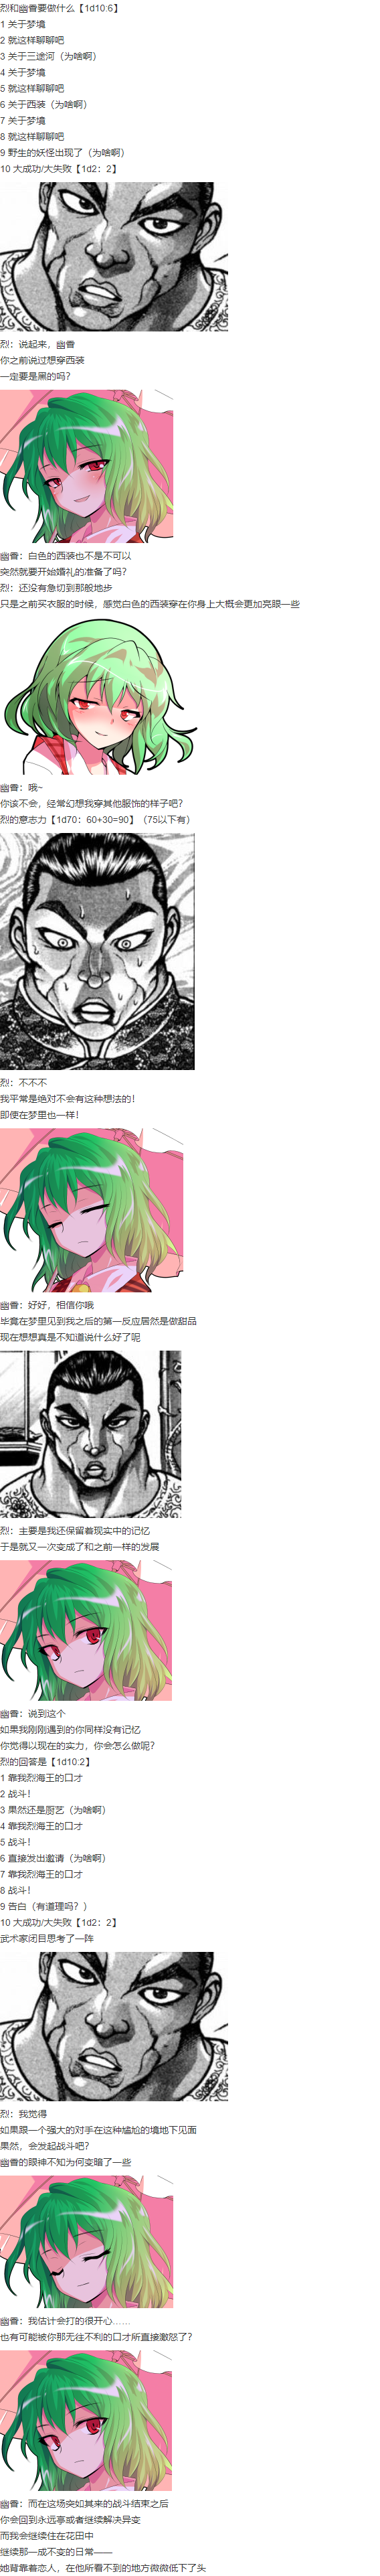 烈和幽香要做什么【1d10:6】
1 关于梦境
2 就这样聊聊吧
3 关于三途河（为啥啊）
4 关于梦境
5 就这样聊聊吧
6 关于西装（为啥啊）
7 关于梦境
8 就这样聊聊吧
9 野生的妖怪出现了（为啥啊）
10 大成功/大失败【1d2：2】
烈：说起来，幽香
你之前说过想穿西装
一定要是黑的吗？
幽香：白色的西装也不是不可以
突然就要开始婚礼的准备了吗？
烈：还没有急切到那般地步
只是之前买衣服的时候，感觉白色的西装穿在你身上大概会更加亮眼一些
幽香：哦~
你该不会，经常幻想我穿其他服饰的样子吧？
烈的意志力【1d70：60+30=90】（75以下有）
烈：不不不
我平常是绝对不会有这种想法的！
即使在梦里也一样！
幽香：好好，相信你哦
毕竟在梦里见到我之后的第一反应居然是做甜品
现在想想真是不知道说什么好了呢
烈：主要是我还保留着现实中的记忆
于是就又一次变成了和之前一样的发展
幽香：说到这个
如果我刚刚遇到的你同样没有记忆
你觉得以现在的实力，你会怎么做呢？
烈的回答是【1d10:2】
1 靠我烈海王的口才
2 战斗！
3 果然还是厨艺（为啥啊）
4 靠我烈海王的口才
5 战斗！
6 直接发出邀请（为啥啊）
7 靠我烈海王的口才
8 战斗！
9 告白（有道理吗？）
10 大成功/大失败【1d2：2】
武术家闭目思考了一阵
烈：我觉得
如果跟一个强大的对手在这种尴尬的境地下见面
果然，会发起战斗吧？
幽香的眼神不知为何变暗了一些
幽香：我估计会打的很开心……
也有可能被你那无往不利的口才所直接激怒了？
幽香：而在这场突如其来的战斗结束之后
你会回到永远亭或者继续解决异变
而我会继续住在花田中
继续那一成不变的日常——
她背靠着恋人，在他所看不到的地方微微低下了头